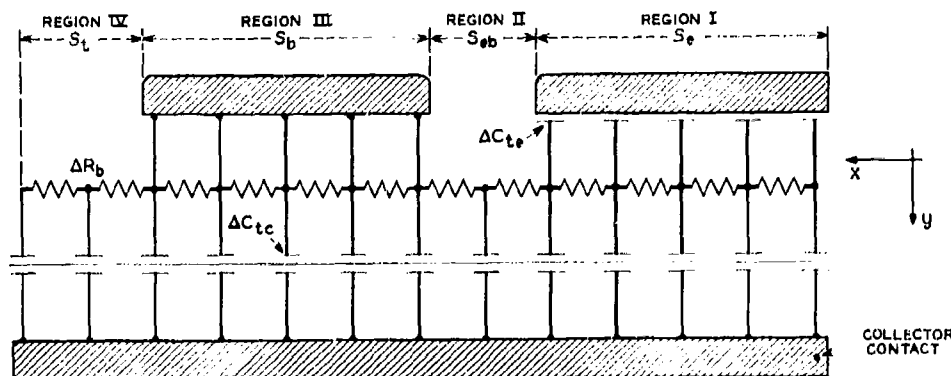 REGION IV REGION III REGION II REGION I
St Sb Seb Se
ΔCte
ΔRb
X
ΔCtc
y
COLLECTOR
CONTACT